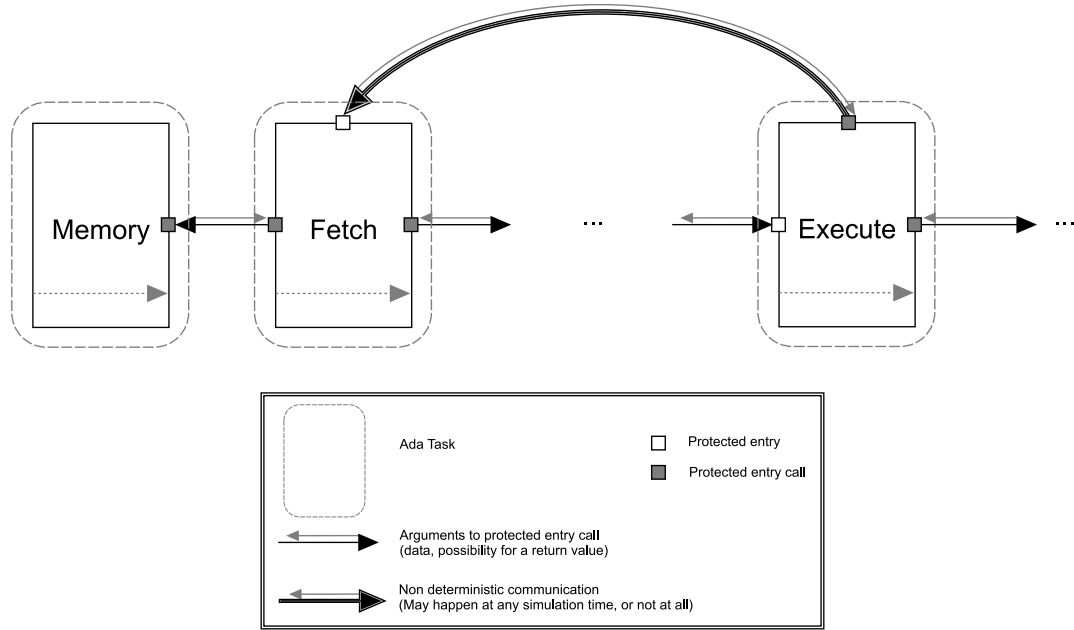 Memory
Fetch
...
Execute
...
Ada Task
Protected entry
Protected entry call
Arguments to protected entry call
(data, possibility for a return value)
Non deterministic communication
(May happen at any simulation time, or not at all)